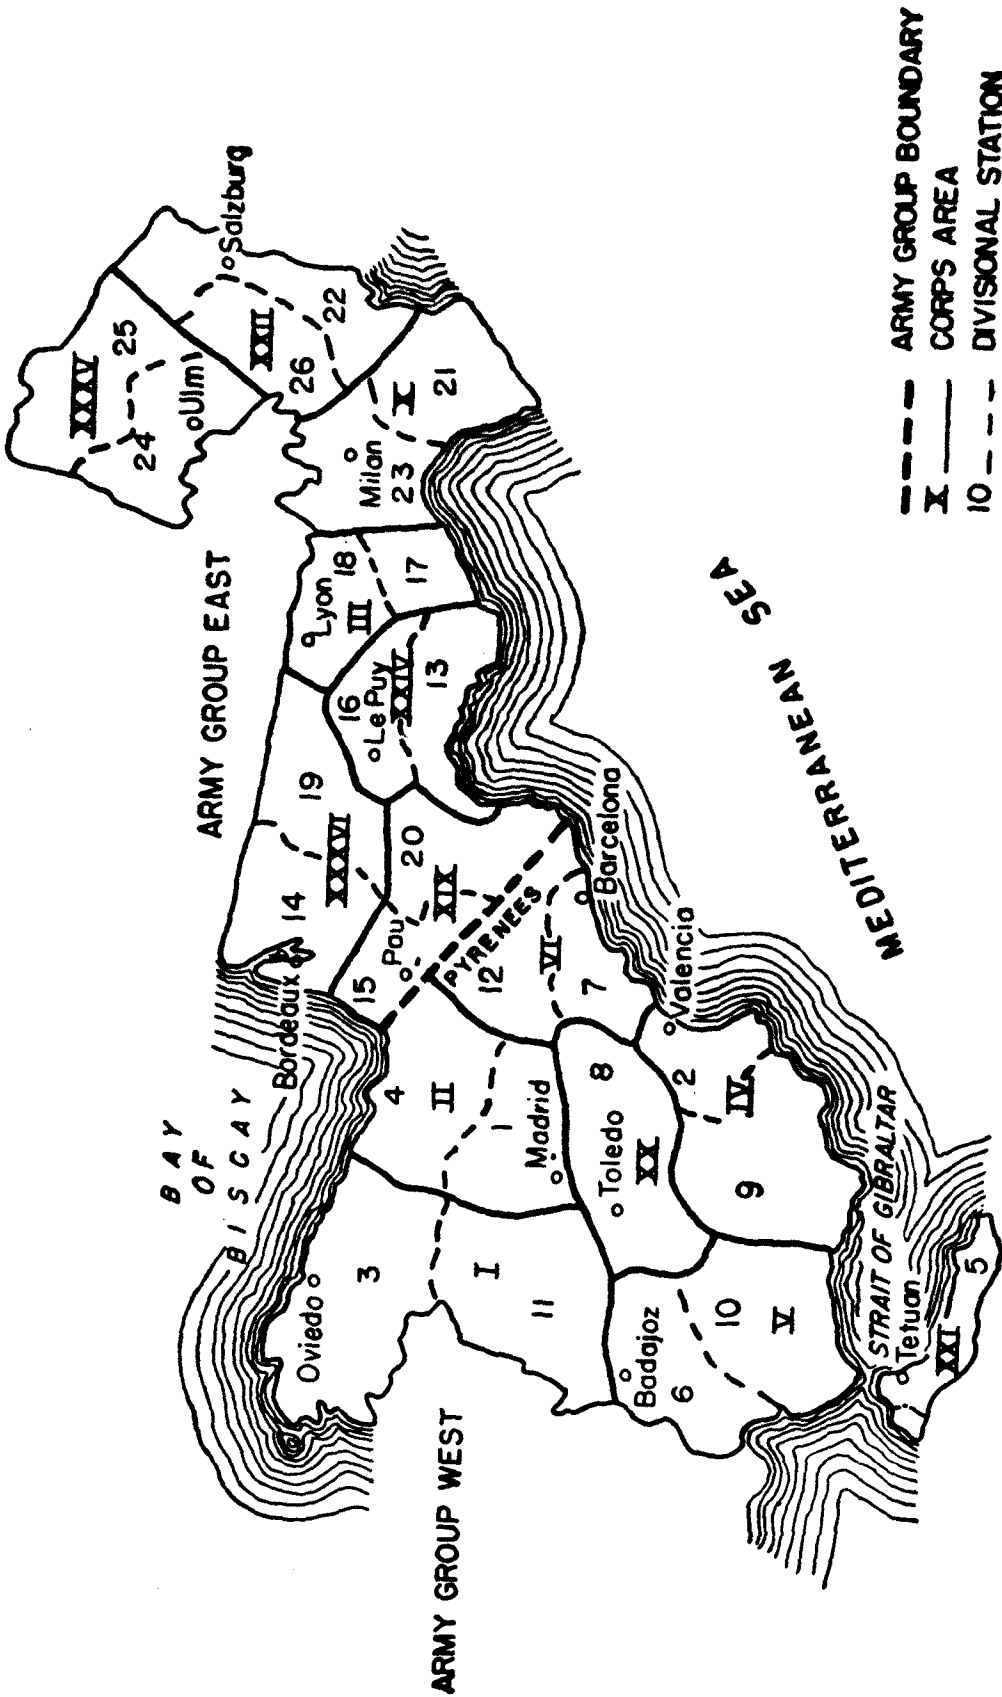 ARMY GROUP WEST
ARMY GROUP EAST
BAY
OF
BISCAY
MEDITERRANEAN SEA
STRAIT OF GIBRALTAR
PYRENEES
Oviedo
3
I
11
4
II
1
Madrid
Badajoz
6
10
V
Toledo
8
XX
9
2
IV
Valencia
Tetuan
XXI
5
12
VI
7
Barcelona
Bordeaux
14
19
XXXVI
15
Pau
20
XIX
16
Le Puy
XXIV
13
Lyon
18
III
17
Milan
23
X
21
XXXV
24
25
Ulm
XXII
26
22
Salzburg
ARMY GROUP BOUNDARY
X CORPS AREA
10 DIVISIONAL STATION